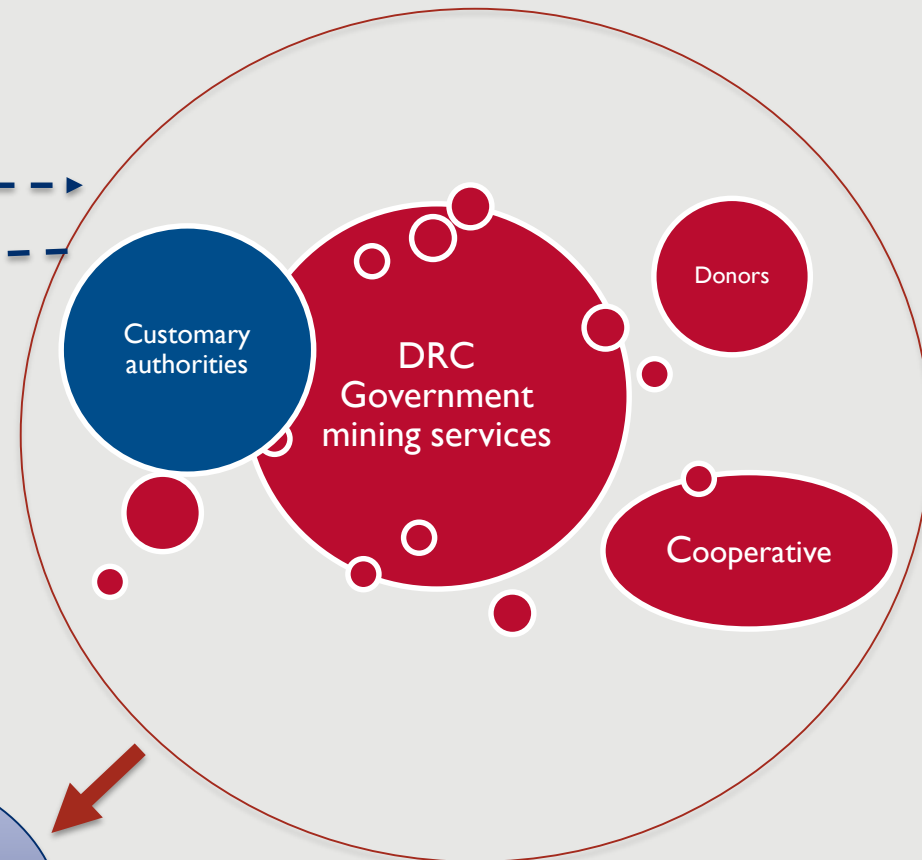 Customary
authorities
DRC
Government
mining services
Donors
Cooperative